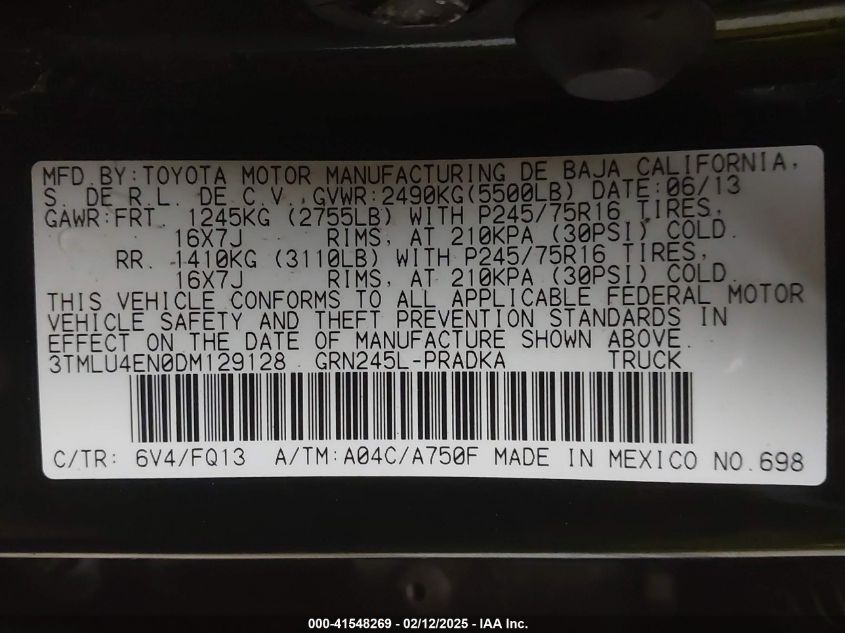 MFD.BY:TOYOTA MOTOR MANUFACTURING DE BAJA CALIFORNIA,
S. DE R.L. DE C.V. GVWR:2490KG(5500LB) DATE:06/13
GAWR:FRT. 1245KG (2755LB) WITH P245/75R16 TIRES,
16X7J RIMS, AT 210KPA (30PSI) COLD.
RR. 1410KG (3110LB) WITH P245/75R16 TIRES,
16X7J RIMS, AT 210KPA (30PSI) COLD.
THIS VEHICLE CONFORMS TO ALL APPLICABLE FEDERAL MOTOR
VEHICLE SAFETY AND THEFT PREVENTION STANDARDS IN
EFFECT ON THE DATE OF MANUFACTURE SHOWN ABOVE.
3TMLU4EN0DM129128 GRN245L-PRADKA TRUCK
C/TR: 6V4/FQ13 A/TM:A04C/A750F MADE IN MEXICO NO.698
000-41548269 - 02/12/2025 - IAA Inc.